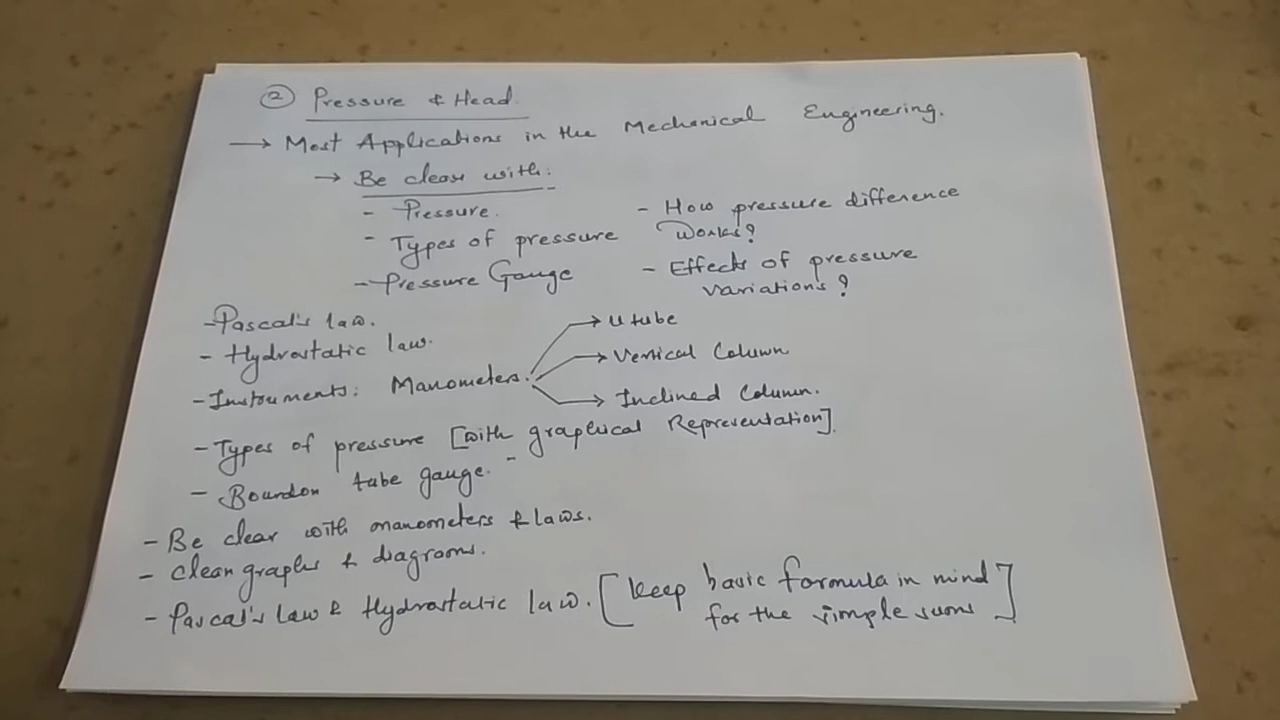 ② Pressure & Head.
→ Most Applications in the Mechanical Engineering.
→ Be clear with:
- Pressure.
- Types of pressure
- Pressure Gauge
- How pressure difference
works?
- Effects of pressure
variations?
- Pascal's law.
- Hydrostatic law.
- Instruments: Manometers.
→ U tube
→ Vertical Column
→ Inclined Column.
- Types of pressure [with graphical Representation].
- Bourdon tube gauge.
- Be clear with manometers & laws.
- Clean graphs & diagrams.
- Pascal's law & Hydrostatic law. [Keep basic formula in mind
for the simple sums]